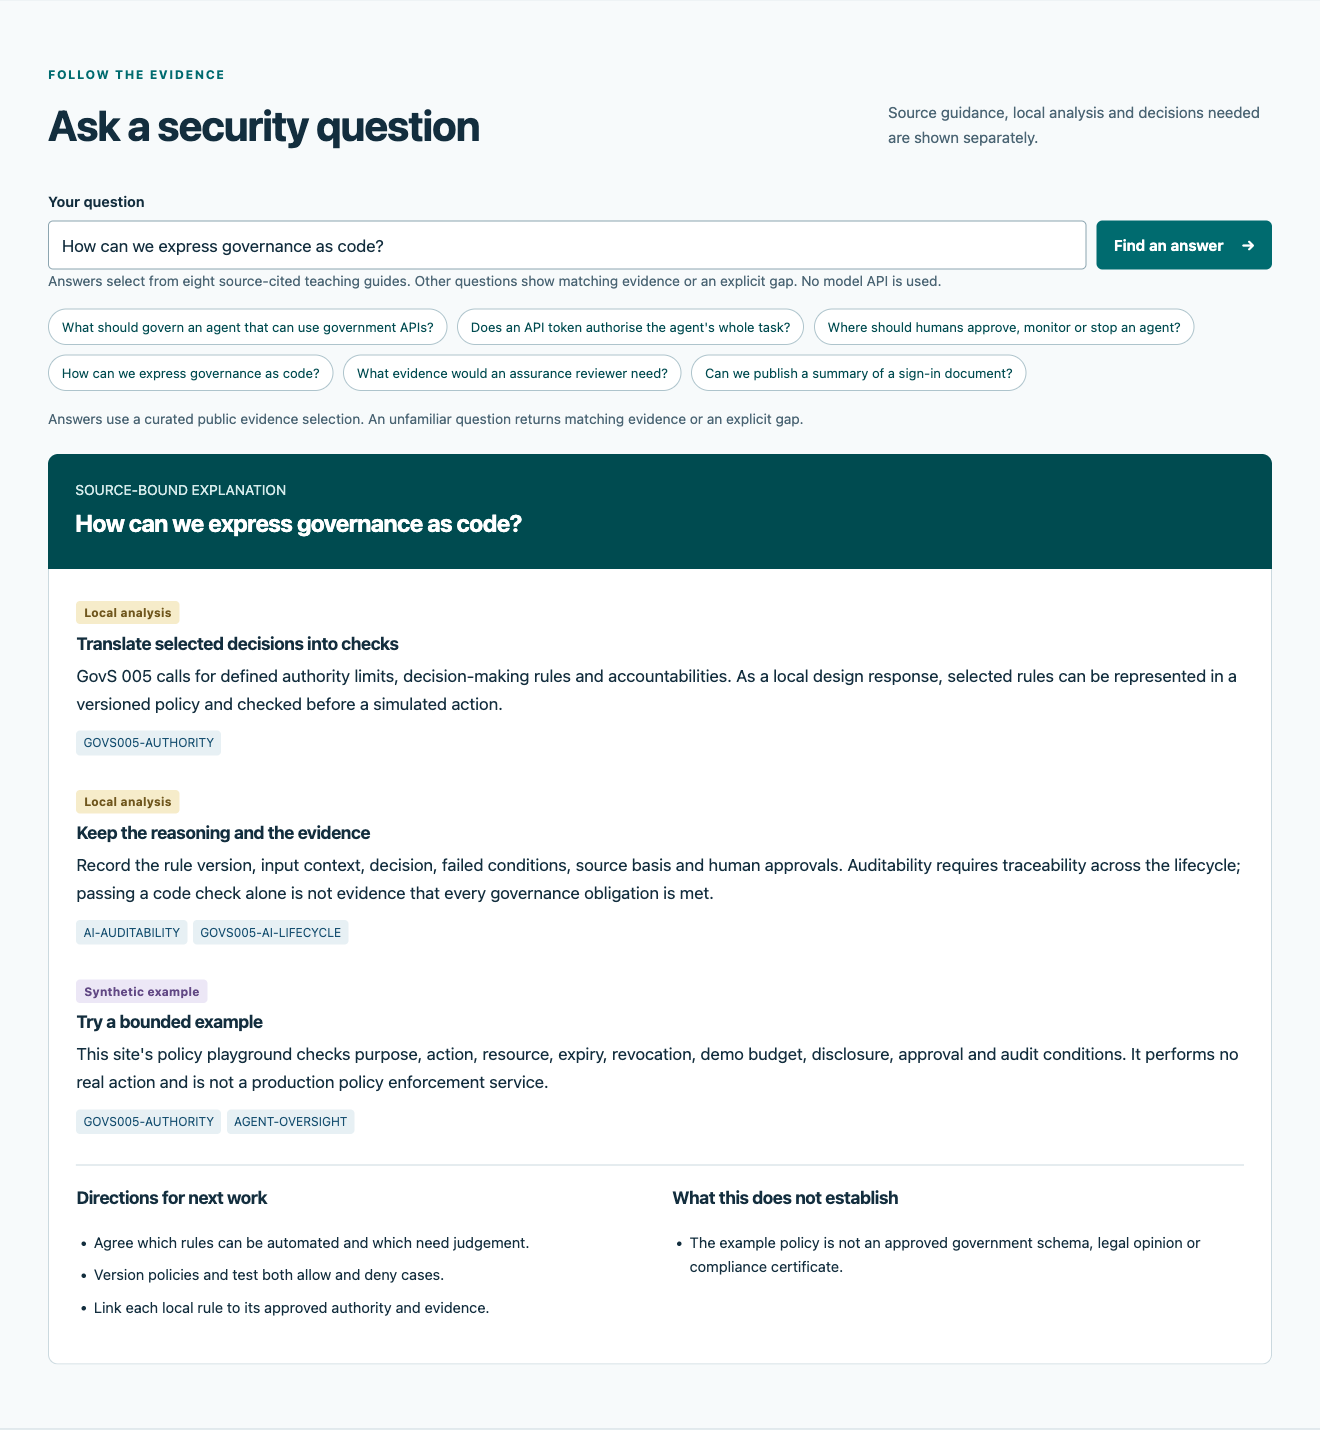 FOLLOW THE EVIDENCE
Ask a security question
Source guidance, local analysis and decisions needed
are shown separately.
Your question
How can we express governance as code?
Find an answer →
Answers select from eight source-cited teaching guides. Other questions show matching evidence or an explicit gap. No model API is used.
What should govern an agent that can use government APIs?
Does an API token authorise the agent's whole task?
Where should humans approve, monitor or stop an agent?
How can we express governance as code?
What evidence would an assurance reviewer need?
Can we publish a summary of a sign-in document?
Answers use a curated public evidence selection. An unfamiliar question returns matching evidence or an explicit gap.
SOURCE-BOUND EXPLANATION
How can we express governance as code?
Local analysis
Translate selected decisions into checks
GovS 005 calls for defined authority limits, decision-making rules and accountabilities. As a local design response, selected rules can be represented in a
versioned policy and checked before a simulated action.
GOVS005-AUTHORITY
Local analysis
Keep the reasoning and the evidence
Record the rule version, input context, decision, failed conditions, source basis and human approvals. Auditability requires traceability across the lifecycle;
passing a code check alone is not evidence that every governance obligation is met.
AI-AUDITABILITY
GOVS005-AI-LIFECYCLE
Synthetic example
Try a bounded example
This site's policy playground checks purpose, action, resource, expiry, revocation, demo budget, disclosure, approval and audit conditions. It performs no
real action and is not a production policy enforcement service.
GOVS005-AUTHORITY
AGENT-OVERSIGHT
Directions for next work
• Agree which rules can be automated and which need judgement.
• Version policies and test both allow and deny cases.
• Link each local rule to its approved authority and evidence.
What this does not establish
• The example policy is not an approved government schema, legal opinion or
compliance certificate.